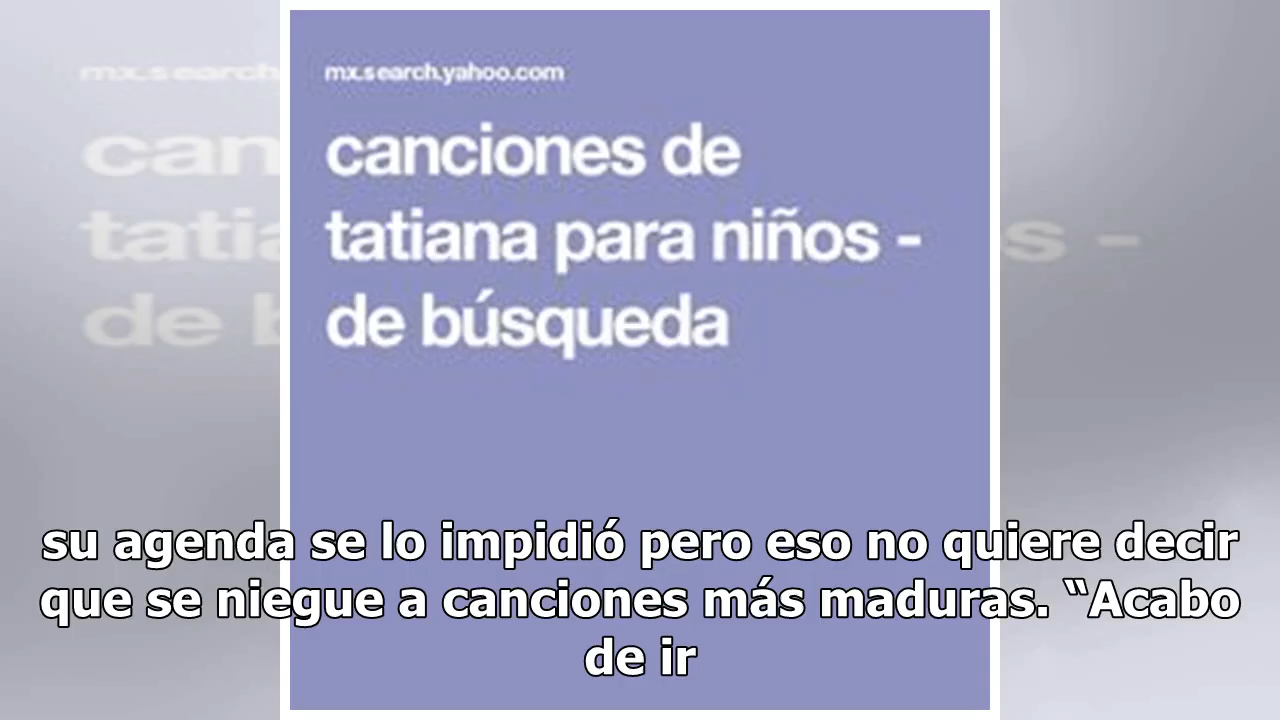 mx.search.yahoo.com
canciones de
tatiana para niños -
de búsqueda
su agenda se lo impidió pero eso no quiere decir
que se niegue a canciones más maduras. “Acabo
de ir